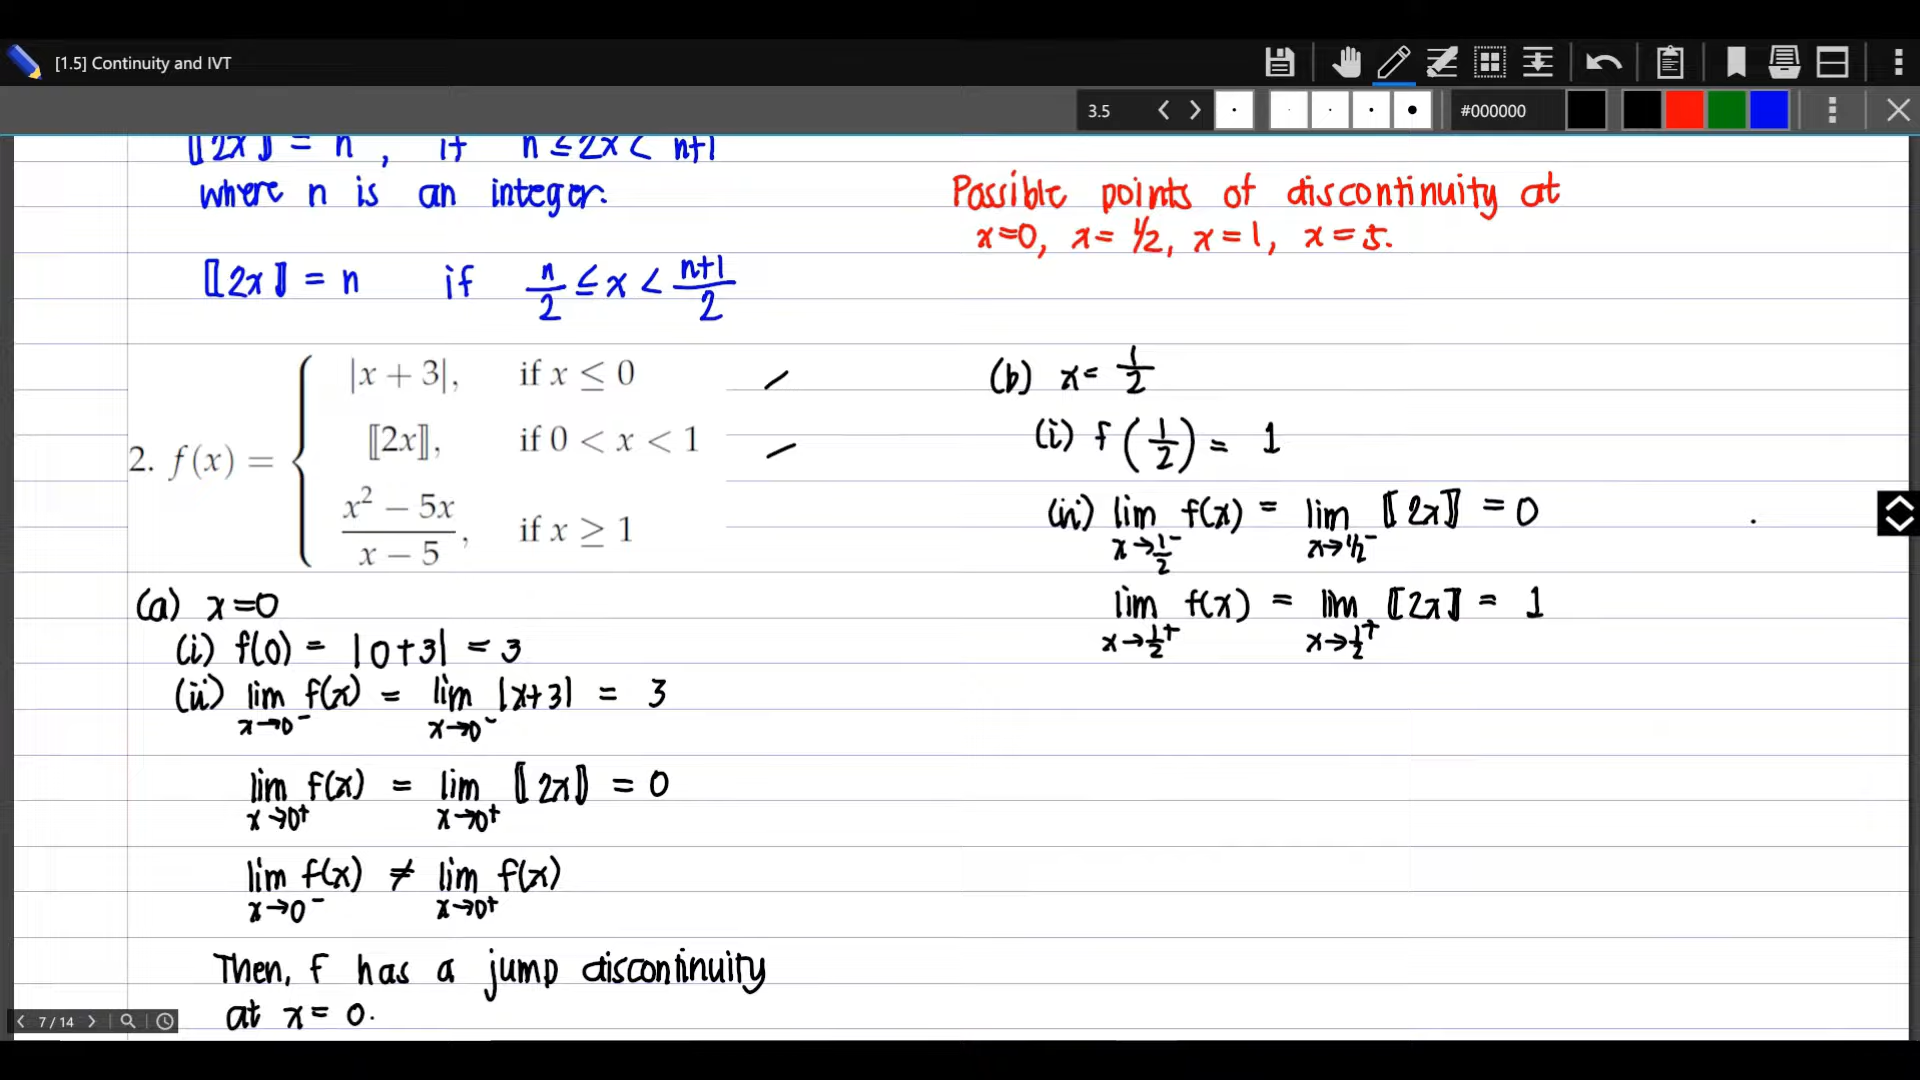 [1.5] Continuity and IVT
3.5
#000000
⟦2x⟧ = n , if n ≤ 2x < n+1
where n is an integer.
⟦2x⟧ = n if n/2 ≤ x < (n+1)/2
Possible points of discontinuity at
x=0, x= 1/2, x=1, x=5.
2. f(x) = { |x + 3|, if x ≤ 0
⟦2x⟧, if 0 < x < 1
(x² − 5x)/(x − 5), if x ≥ 1
(a) x=0
(i) f(0) = |0+3| = 3
(ii) lim x→0⁻ f(x) = lim x→0⁻ |x+3| = 3
lim x→0⁺ f(x) = lim x→0⁺ ⟦2x⟧ = 0
lim x→0⁻ f(x) ≠ lim x→0⁺ f(x)
Then, f has a jump discontinuity
at x= 0.
(b) x= 1/2
(i) f(1/2) = 1
(ii) lim x→1/2⁻ f(x) = lim x→1/2⁻ ⟦2x⟧ = 0
lim x→1/2⁺ f(x) = lim x→1/2⁺ ⟦2x⟧ = 1
7 / 14